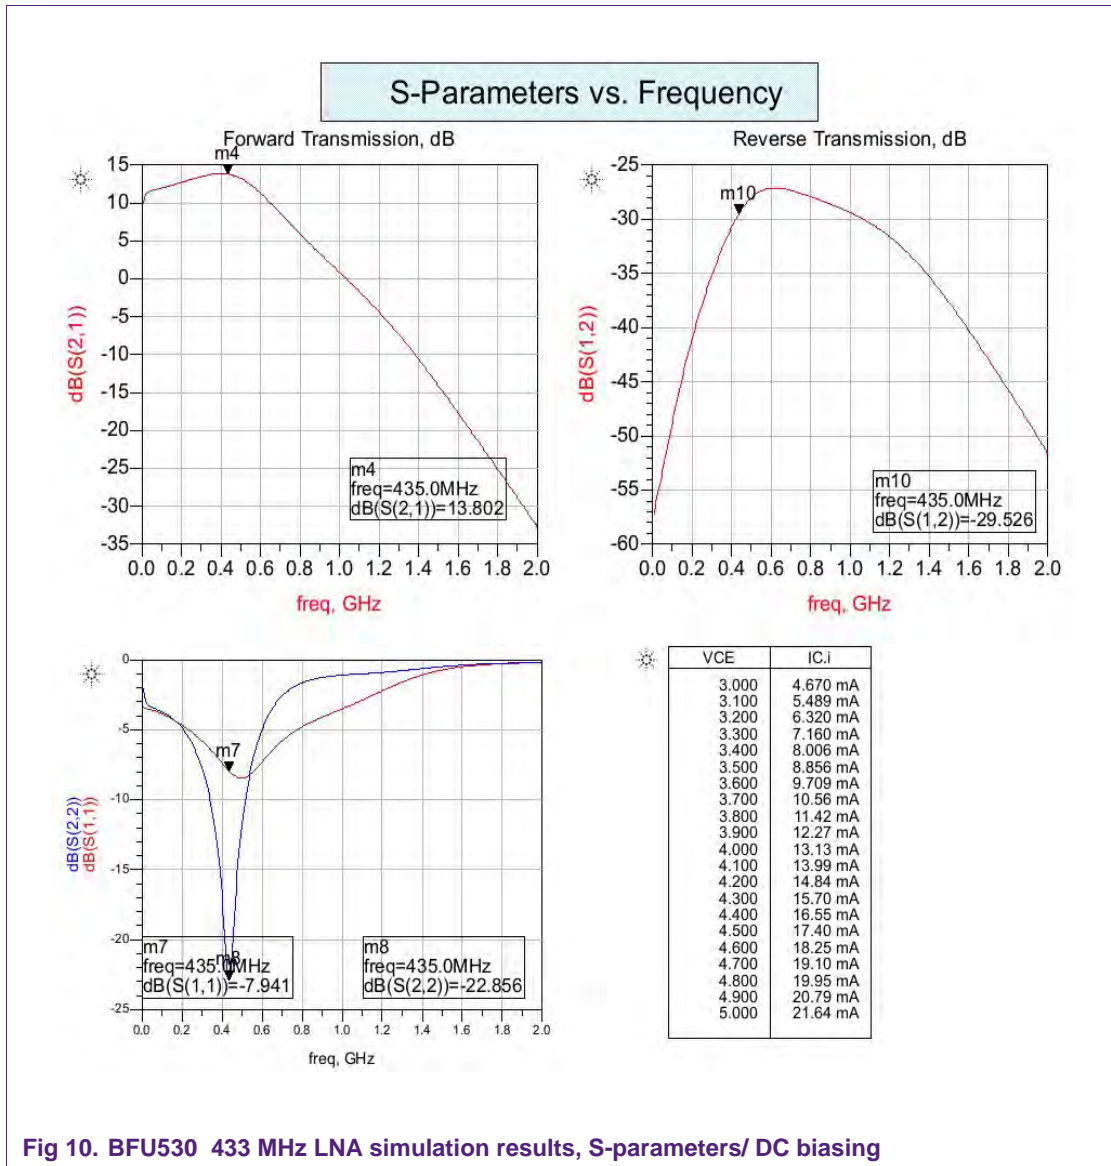 S-Parameters vs. Frequency
Forward Transmission, dB
m4
15
10
5
0
-5
-10
-15
-20
-25
-30
-35
dB(S(2,1))
m4
freq=435.0MHz
dB(S(2,1))=13.802
0.0 0.2 0.4 0.6 0.8 1.0 1.2 1.4 1.6 1.8 2.0
freq, GHz
Reverse Transmission, dB
m10
-25
-30
-35
-40
-45
-50
-55
-60
dB(S(1,2))
m10
freq=435.0MHz
dB(S(1,2))=-29.526
0.0 0.2 0.4 0.6 0.8 1.0 1.2 1.4 1.6 1.8 2.0
freq, GHz
0
-5
-10
-15
-20
-25
dB(S(2,2))
dB(S(1,1))
m7
m8
m7
freq=435.0MHz
dB(S(1,1))=-7.941
m8
freq=435.0MHz
dB(S(2,2))=-22.856
0.0 0.2 0.4 0.6 0.8 1.0 1.2 1.4 1.6 1.8 2.0
freq, GHz
VCE IC.i
3.000 4.670 mA
3.100 5.489 mA
3.200 6.320 mA
3.300 7.160 mA
3.400 8.006 mA
3.500 8.856 mA
3.600 9.709 mA
3.700 10.56 mA
3.800 11.42 mA
3.900 12.27 mA
4.000 13.13 mA
4.100 13.99 mA
4.200 14.84 mA
4.300 15.70 mA
4.400 16.55 mA
4.500 17.40 mA
4.600 18.25 mA
4.700 19.10 mA
4.800 19.95 mA
4.900 20.79 mA
5.000 21.64 mA
Fig 10. BFU530 433 MHz LNA simulation results, S-parameters/ DC biasing